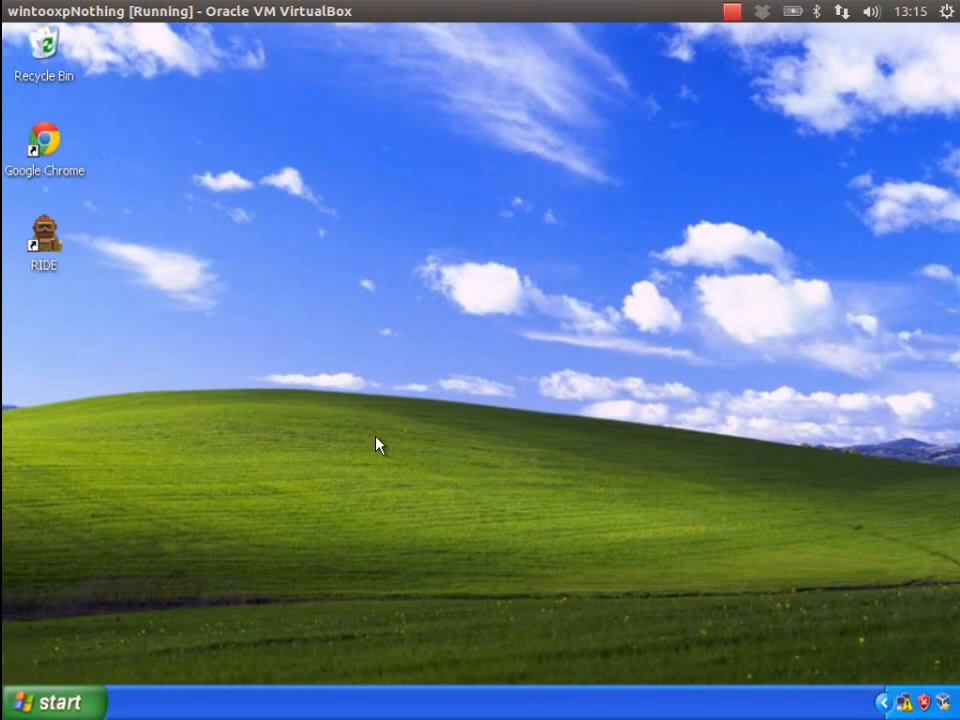 wintooxpNothing [Running] - Oracle VM VirtualBox
13:15
Recycle Bin
Google Chrome
RIDE
start